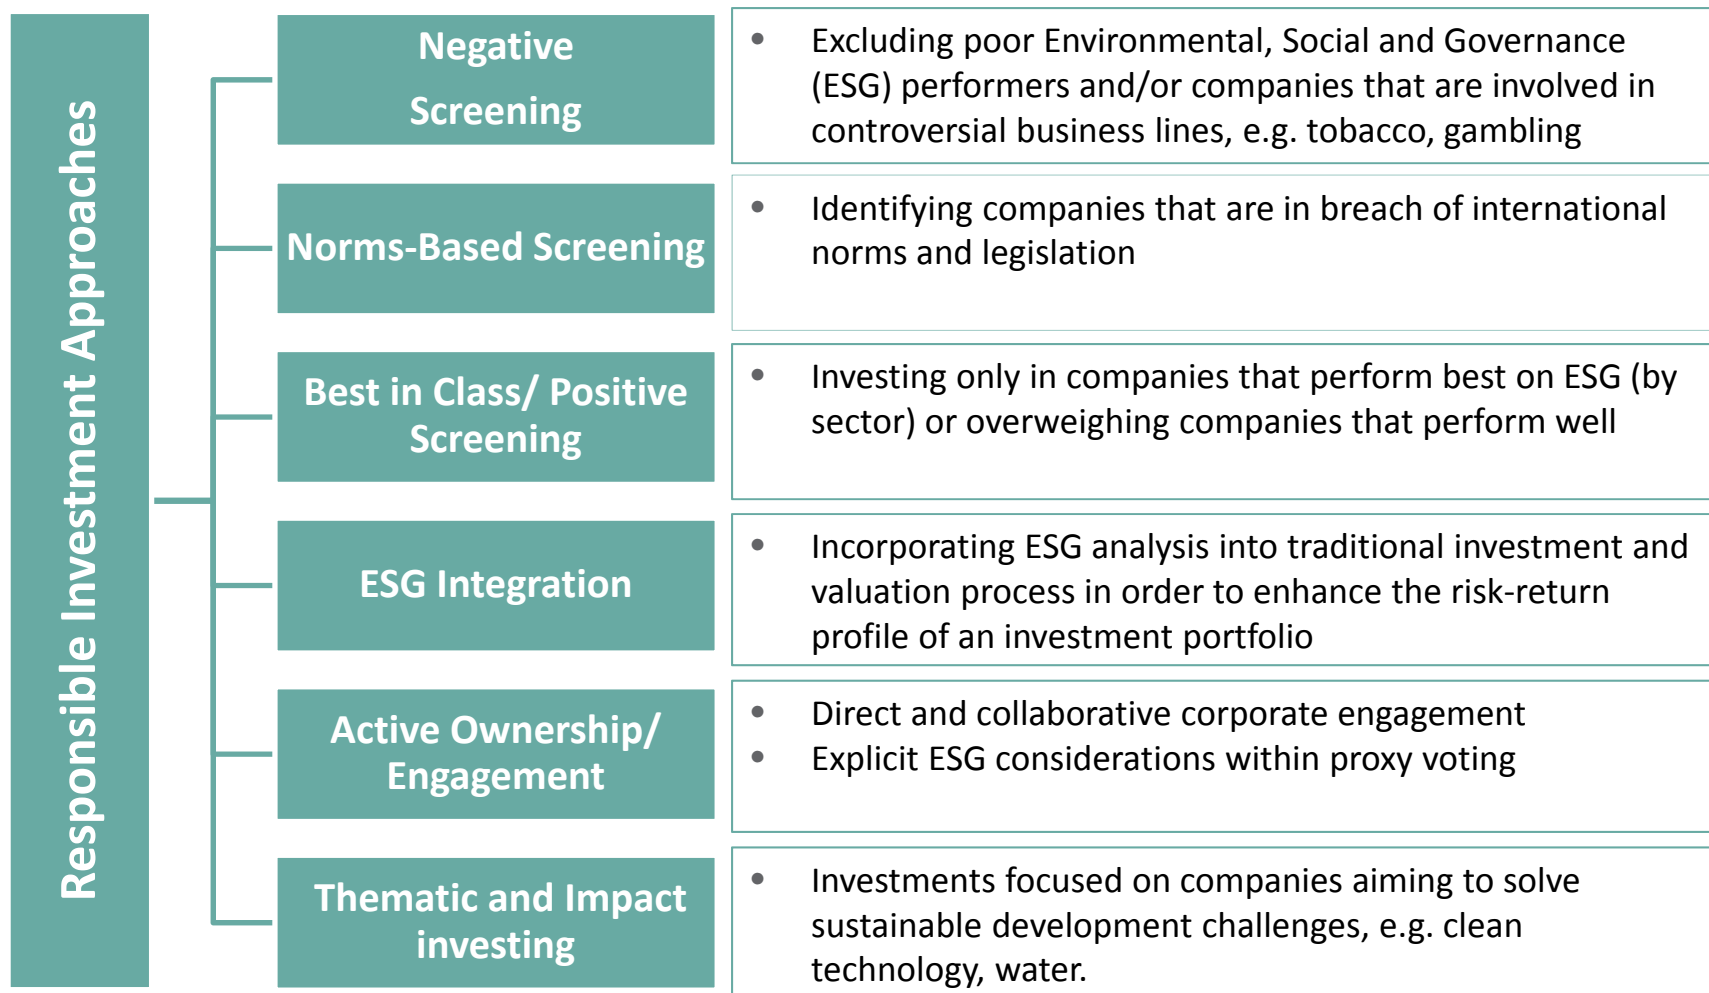 Responsible Investment Approaches
Negative
Screening
• Excluding poor Environmental, Social and Governance
(ESG) performers and/or companies that are involved in
controversial business lines, e.g. tobacco, gambling
Norms-Based Screening
• Identifying companies that are in breach of international
norms and legislation
Best in Class/ Positive
Screening
• Investing only in companies that perform best on ESG (by
sector) or overweighing companies that perform well
ESG Integration
• Incorporating ESG analysis into traditional investment and
valuation process in order to enhance the risk-return
profile of an investment portfolio
Active Ownership/
Engagement
• Direct and collaborative corporate engagement
• Explicit ESG considerations within proxy voting
Thematic and Impact
investing
• Investments focused on companies aiming to solve
sustainable development challenges, e.g. clean
technology, water.